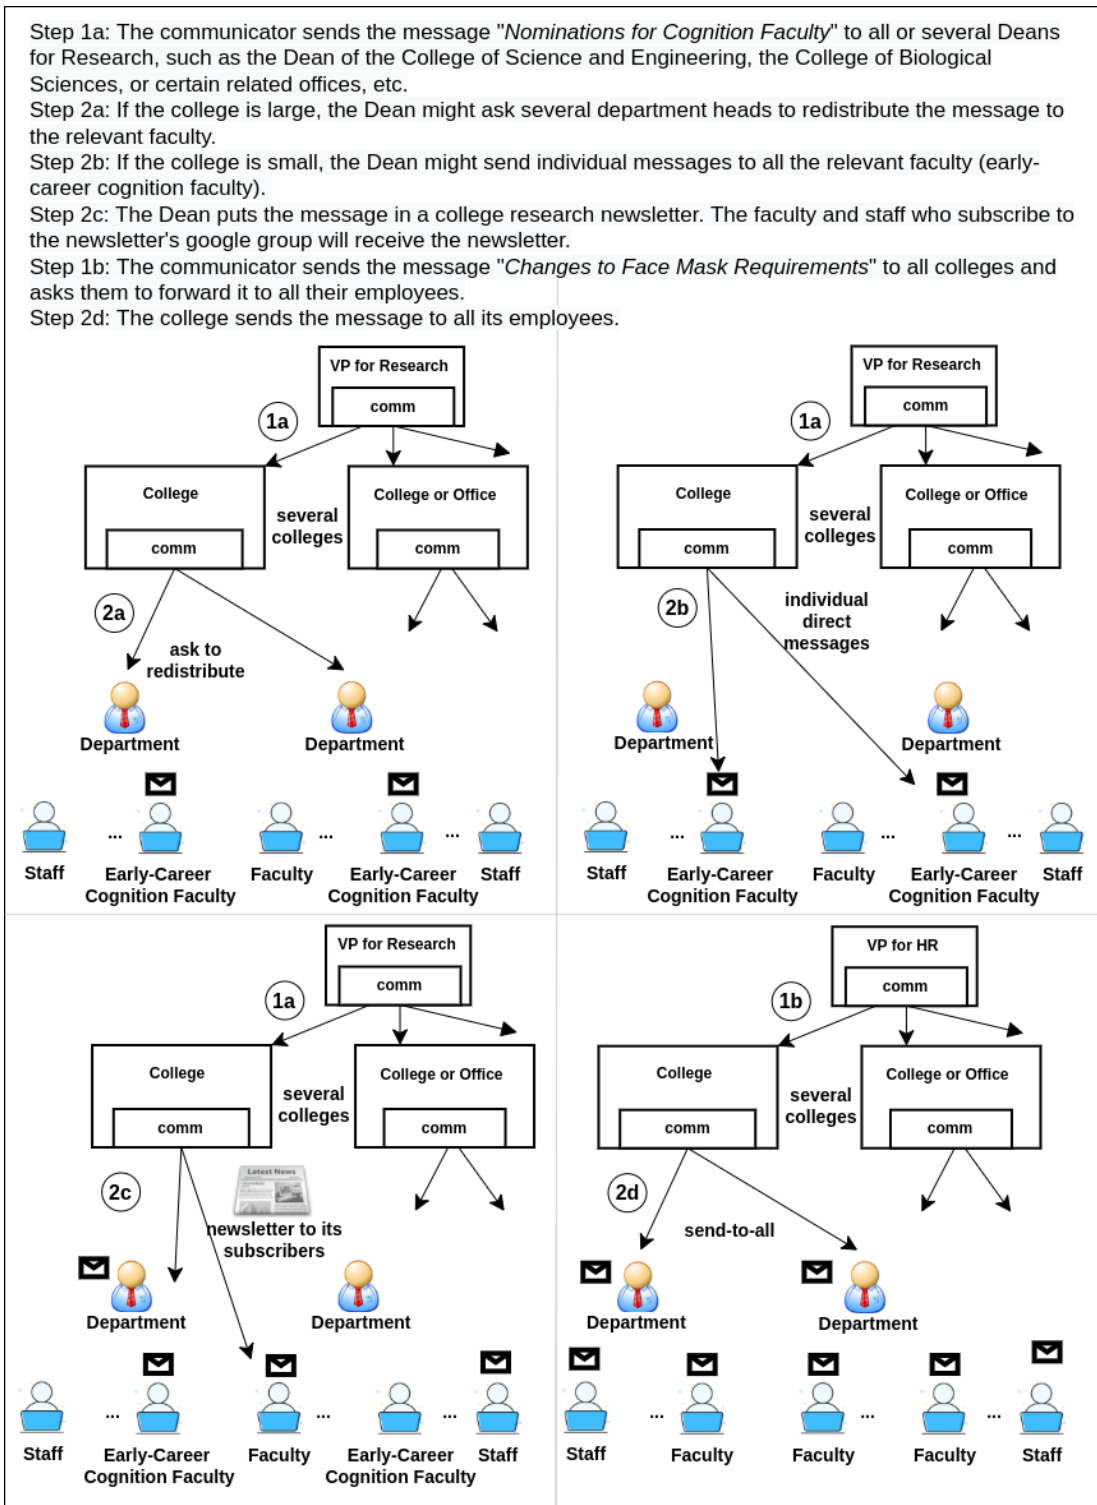 Step 1a: The communicator sends the message "Nominations for Cognition Faculty" to all or several Deans
for Research, such as the Dean of the College of Science and Engineering, the College of Biological
Sciences, or certain related offices, etc.
Step 2a: If the college is large, the Dean might ask several department heads to redistribute the message to
the relevant faculty.
Step 2b: If the college is small, the Dean might send individual messages to all the relevant faculty (early-
career cognition faculty).
Step 2c: The Dean puts the message in a college research newsletter. The faculty and staff who subscribe to
the newsletter's google group will receive the newsletter.
Step 1b: The communicator sends the message "Changes to Face Mask Requirements" to all colleges and
asks them to forward it to all their employees.
Step 2d: The college sends the message to all its employees.
VP for Research
comm
1a
College
comm
several
colleges
College or Office
comm
2a
ask to
redistribute
Department
Department
...
...
...
Staff
Early-Career
Cognition Faculty
Faculty
Early-Career
Cognition Faculty
Staff
VP for Research
comm
1a
College
comm
several
colleges
College or Office
comm
2b
individual
direct
messages
Department
Department
...
...
...
Staff
Early-Career
Cognition Faculty
Faculty
Early-Career
Cognition Faculty
Staff
VP for Research
comm
1a
College
comm
several
colleges
College or Office
comm
2c
Latest News
newsletter to its
subscribers
Department
Department
...
...
...
Staff
Early-Career
Cognition Faculty
Faculty
Early-Career
Cognition Faculty
Staff
VP for HR
comm
1b
College
comm
several
colleges
College or Office
comm
2d
send-to-all
Department
Department
...
...
...
Staff
Faculty
Faculty
Faculty
Staff